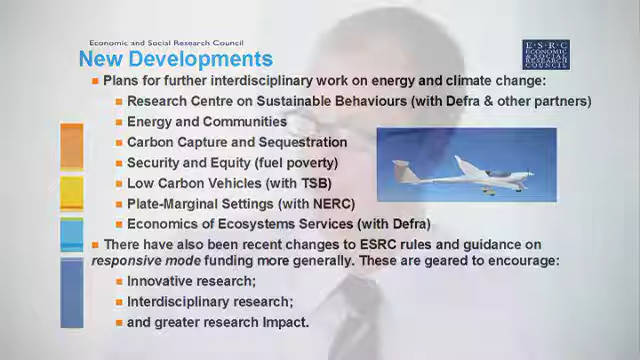 Economic and Social Research Council
New Developments
E·S·R·C
ECONOMIC
& SOCIAL
RESEARCH
COUNCIL
Plans for further interdisciplinary work on energy and climate change:
Research Centre on Sustainable Behaviours (with Defra & other partners)
Energy and Communities
Carbon Capture and Sequestration
Security and Equity (fuel poverty)
Low Carbon Vehicles (with TSB)
Plate-Marginal Settings (with NERC)
Economics of Ecosystems Services (with Defra)
There have also been recent changes to ESRC rules and guidance on
responsive mode funding more generally. These are geared to encourage:
Innovative research;
Interdisciplinary research;
and greater research Impact.